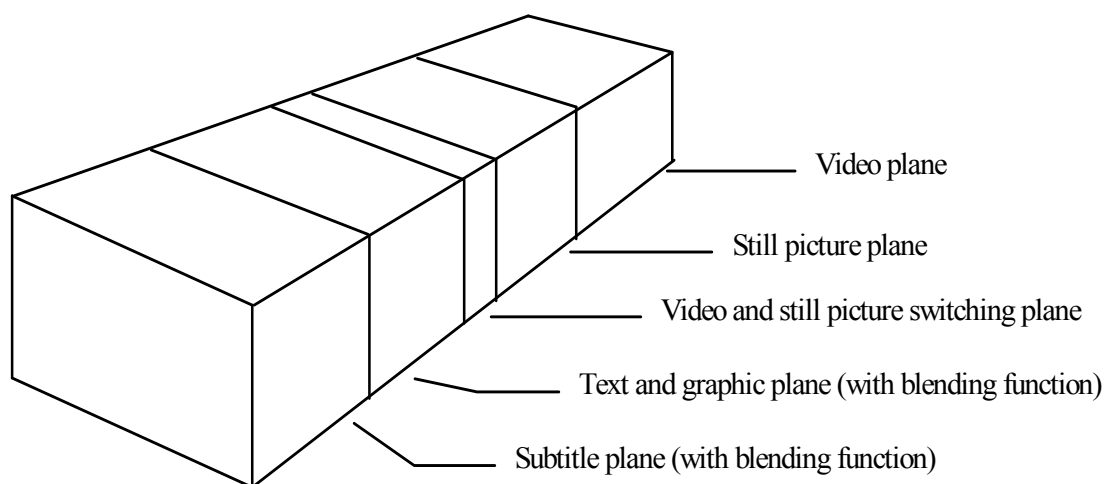 Video plane
Still picture plane
Video and still picture switching plane
Text and graphic plane (with blending function)
Subtitle plane (with blending function)